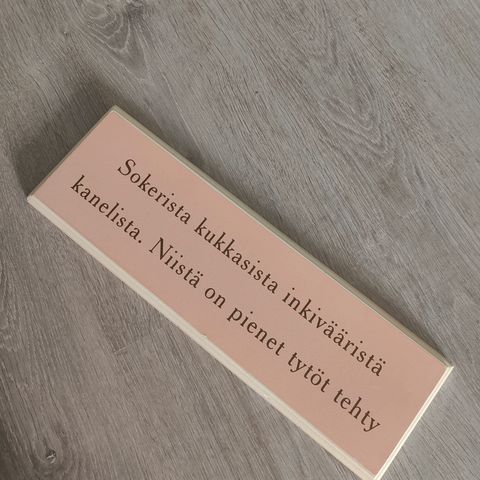 Sokerista kukkasista inkivääristä
kanelista. Niistä on pienet tytöt tehty